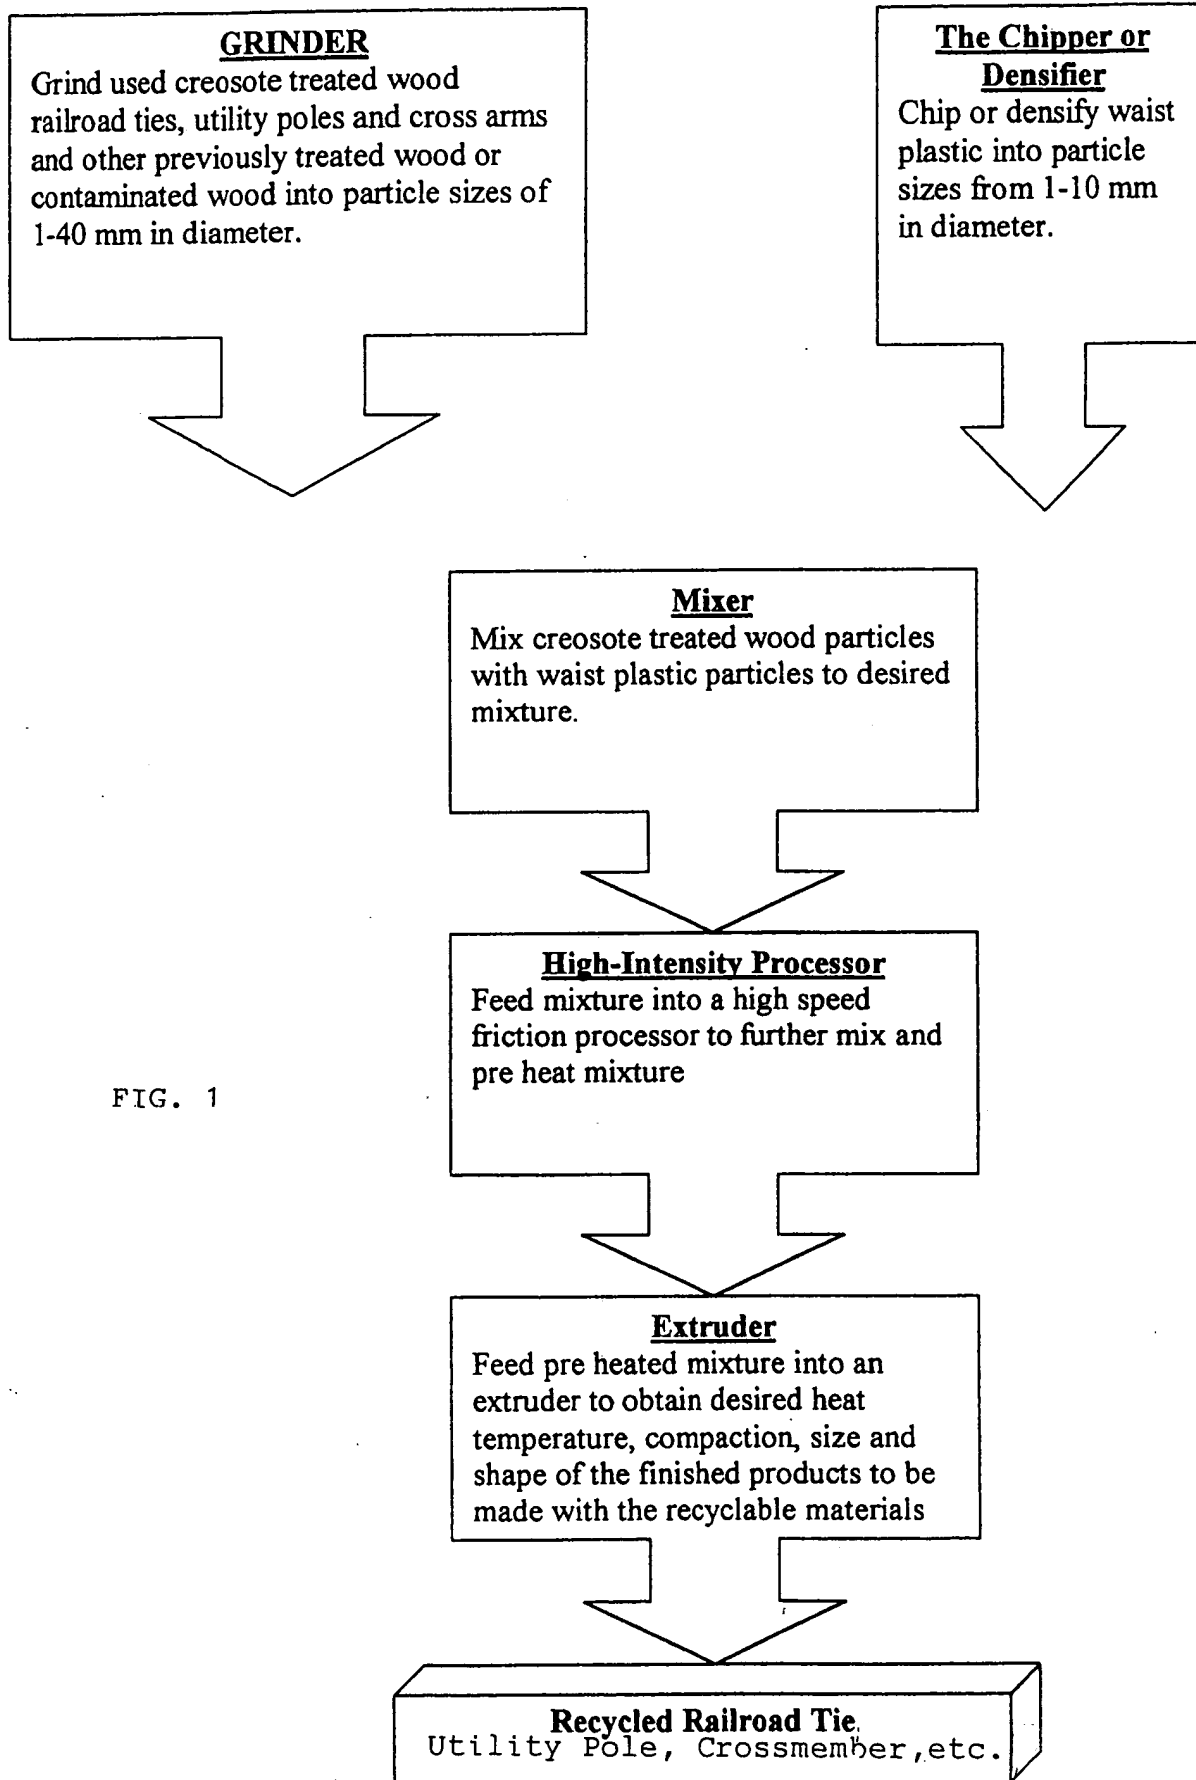 GRINDER
Grind used creosote treated wood
railroad ties, utility poles and cross arms
and other previously treated wood or
contaminated wood into particle sizes of
1-40 mm in diameter.
The Chipper or
Densifier
Chip or densify waist
plastic into particle
sizes from 1-10 mm
in diameter.
Mixer
Mix creosote treated wood particles
with waist plastic particles to desired
mixture.
High-Intensity Processor
Feed mixture into a high speed
friction processor to further mix and
pre heat mixture
FIG. 1
Extruder
Feed pre heated mixture into an
extruder to obtain desired heat
temperature, compaction, size and
shape of the finished products to be
made with the recyclable materials
Recycled Railroad Tie,
Utility Pole, Crossmember,etc.